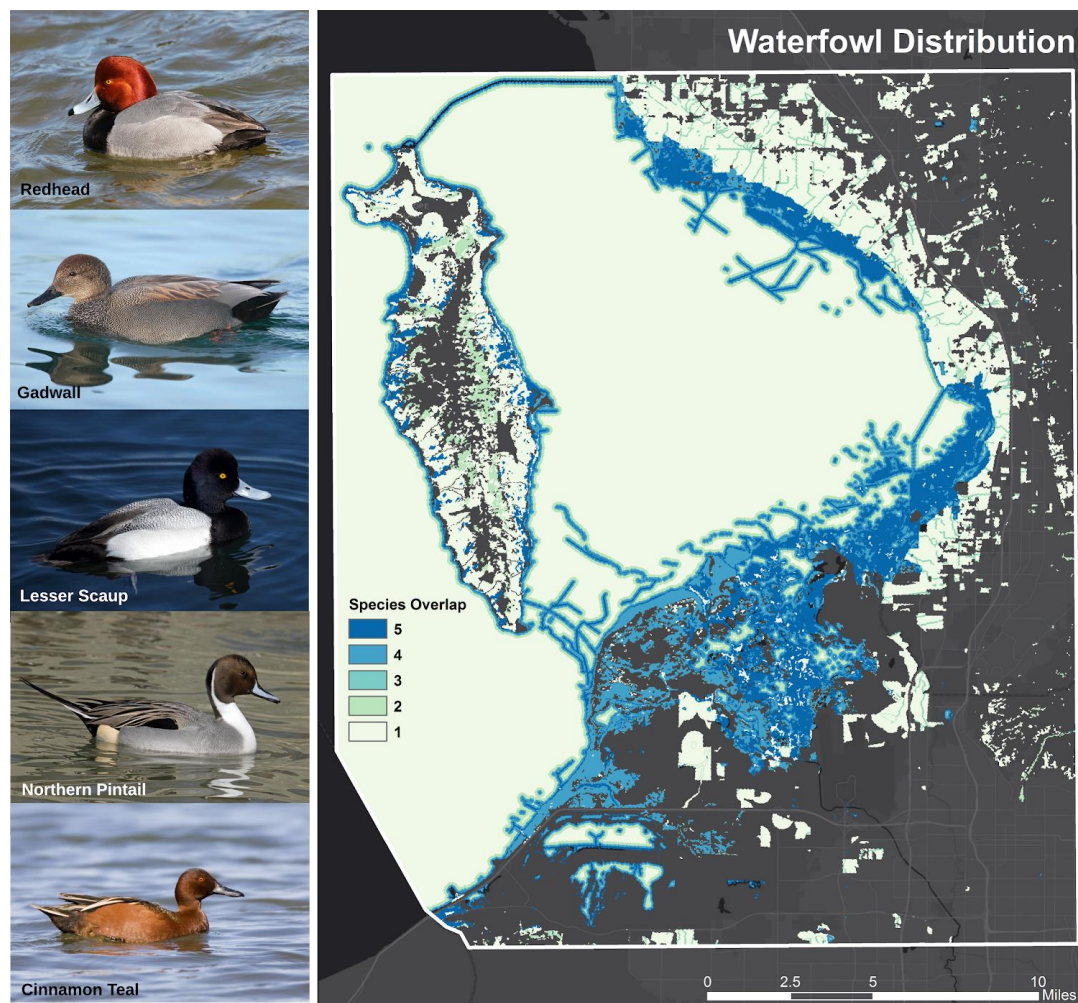 Waterfowl Distribution
Redhead
Gadwall
Lesser Scaup
Northern Pintail
Cinnamon Teal
Species Overlap
5
4
3
2
1
0 2.5 5 10
Miles